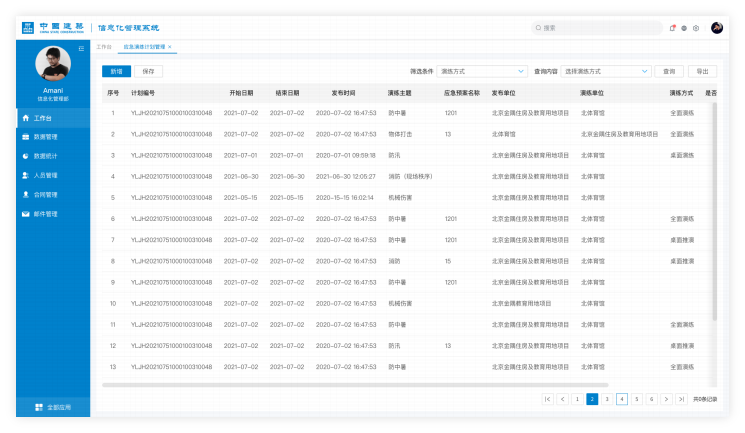 中国建筑 信息化管理系统 搜索
CHINA STATE CONSTRUCTION
工作台 应急演练计划管理 ×
Amani
信息化管理部
工作台
数据管理
数据统计
人员管理
合同管理
邮件管理
全部应用
新增 保存 筛选条件 演练方式 查询内容 选择演练方式 查询 导出
序号 计划编号 开始日期 结束日期 发布时间 演练主题 应急预案名称 发布单位 演练单位 演练方式 是否
1 YLJH20210751000100310048 2021-07-02 2021-07-02 2020-07-02 16:47:53 防中暑 1201 北京金隅住房及教育用地项目 北体育馆 全面演练
2 YLJH20210751000100310048 2021-07-02 2021-07-02 2020-07-02 16:47:53 物体打击 13 北体育馆 北京金隅住房及教育用地项目 全面演练
3 YLJH20210751000100310048 2021-07-01 2021-07-01 2020-07-01 09:59:18 防汛 北京金隅住房及教育用地项目 北体育馆 桌面演练
4 YLJH20210751000100310048 2021-06-30 2021-06-30 2021-06-30 12:05:27 消防（现场秩序） 北京金隅住房及教育用地项目 北体育馆
5 YLJH20210751000100310048 2021-05-15 2021-05-15 2020-15-15 16:02:14 机械伤害 北京金隅住房及教育用地项目 北体育馆
6 YLJH20210751000100310048 2021-07-02 2021-07-02 2020-07-02 16:47:53 防中暑 1201 北京金隅住房及教育用地项目 北体育馆 全面演练
7 YLJH20210751000100310048 2021-07-02 2021-07-02 2020-07-02 16:47:53 防中暑 1201 北京金隅住房及教育用地项目 北体育馆 桌面推演
8 YLJH20210751000100310048 2021-07-02 2021-07-02 2020-07-02 16:47:53 消防 15 北京金隅住房及教育用地项目 北体育馆 桌面推演
9 YLJH20210751000100310048 2021-07-02 2021-07-02 2020-07-02 16:47:53 防中暑 1201 北京金隅住房及教育用地项目 北体育馆
10 YLJH20210751000100310048 2021-07-02 2021-07-02 2020-07-02 16:47:53 机械伤害 北京金隅教育用地项目 北体育馆
11 YLJH20210751000100310048 2021-07-02 2021-07-02 2020-07-02 16:47:53 防中暑 北京金隅住房及教育用地项目 北体育馆 全面演练
12 YLJH20210751000100310048 2021-07-02 2021-07-02 2020-07-02 16:47:53 防汛 13 北京金隅住房及教育用地项目 北体育馆 桌面推演
13 YLJH20210751000100310048 2021-07-02 2021-07-02 2020-07-02 16:47:53 防中暑 北京金隅住房及教育用地项目 北体育馆 全面演练
1 2 3 4 5 6 共0条记录